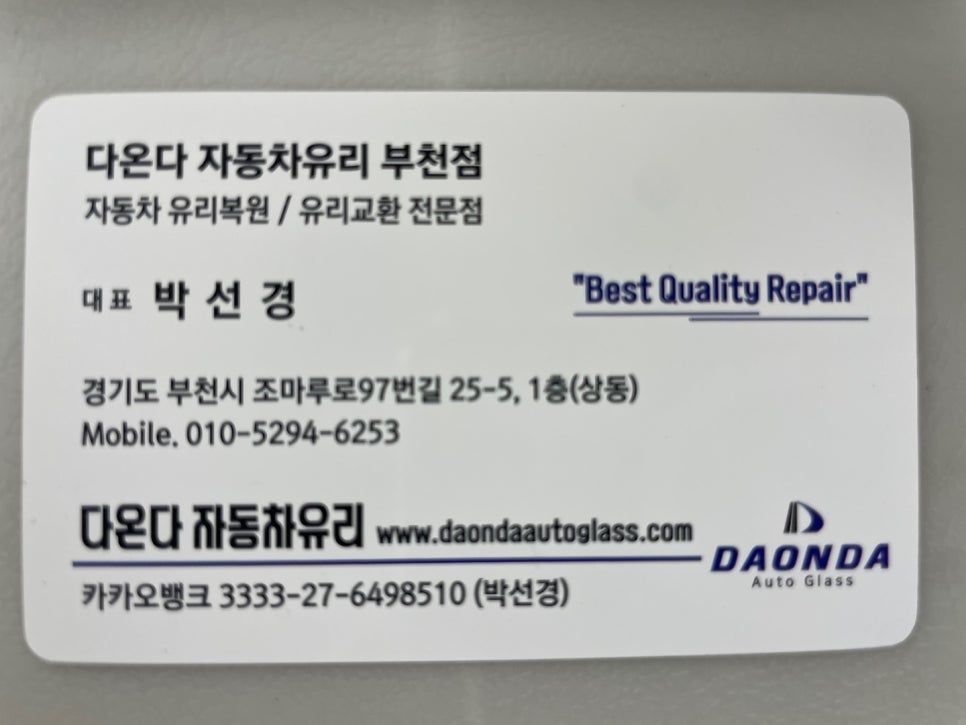 다온다 자동차유리 부천점
자동차 유리복원 / 유리교환 전문점
대표 박선경
"Best Quality Repair"
경기도 부천시 조마루로97번길 25-5, 1층(상동)
Mobile. 010-5294-6253
다온다 자동차유리 www.daondaautoglass.com
DAONDA
Auto Glass
카카오뱅크 3333-27-6498510 (박선경)